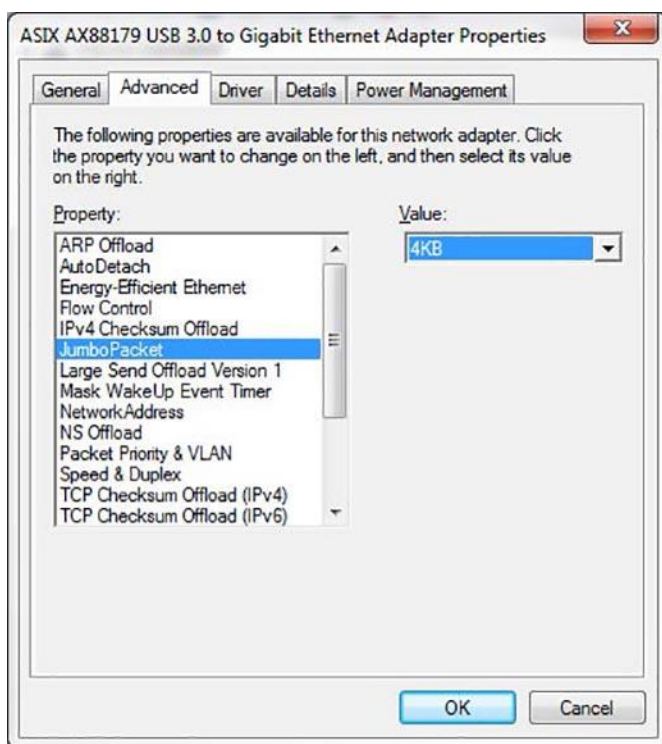 ASIX AX88179 USB 3.0 to Gigabit Ethernet Adapter Properties
General Advanced Driver Details Power Management
The following properties are available for this network adapter. Click
the property you want to change on the left, and then select its value
on the right.
Property:
Value:
ARP Offload
AutoDetach
Energy-Efficient Ethernet
Flow Control
IPv4 Checksum Offload
JumboPacket
Large Send Offload Version 1
Mask WakeUp Event Timer
NetworkAddress
NS Offload
Packet Priority & VLAN
Speed & Duplex
TCP Checksum Offload (IPv4)
TCP Checksum Offload (IPv6)
4KB
OK Cancel